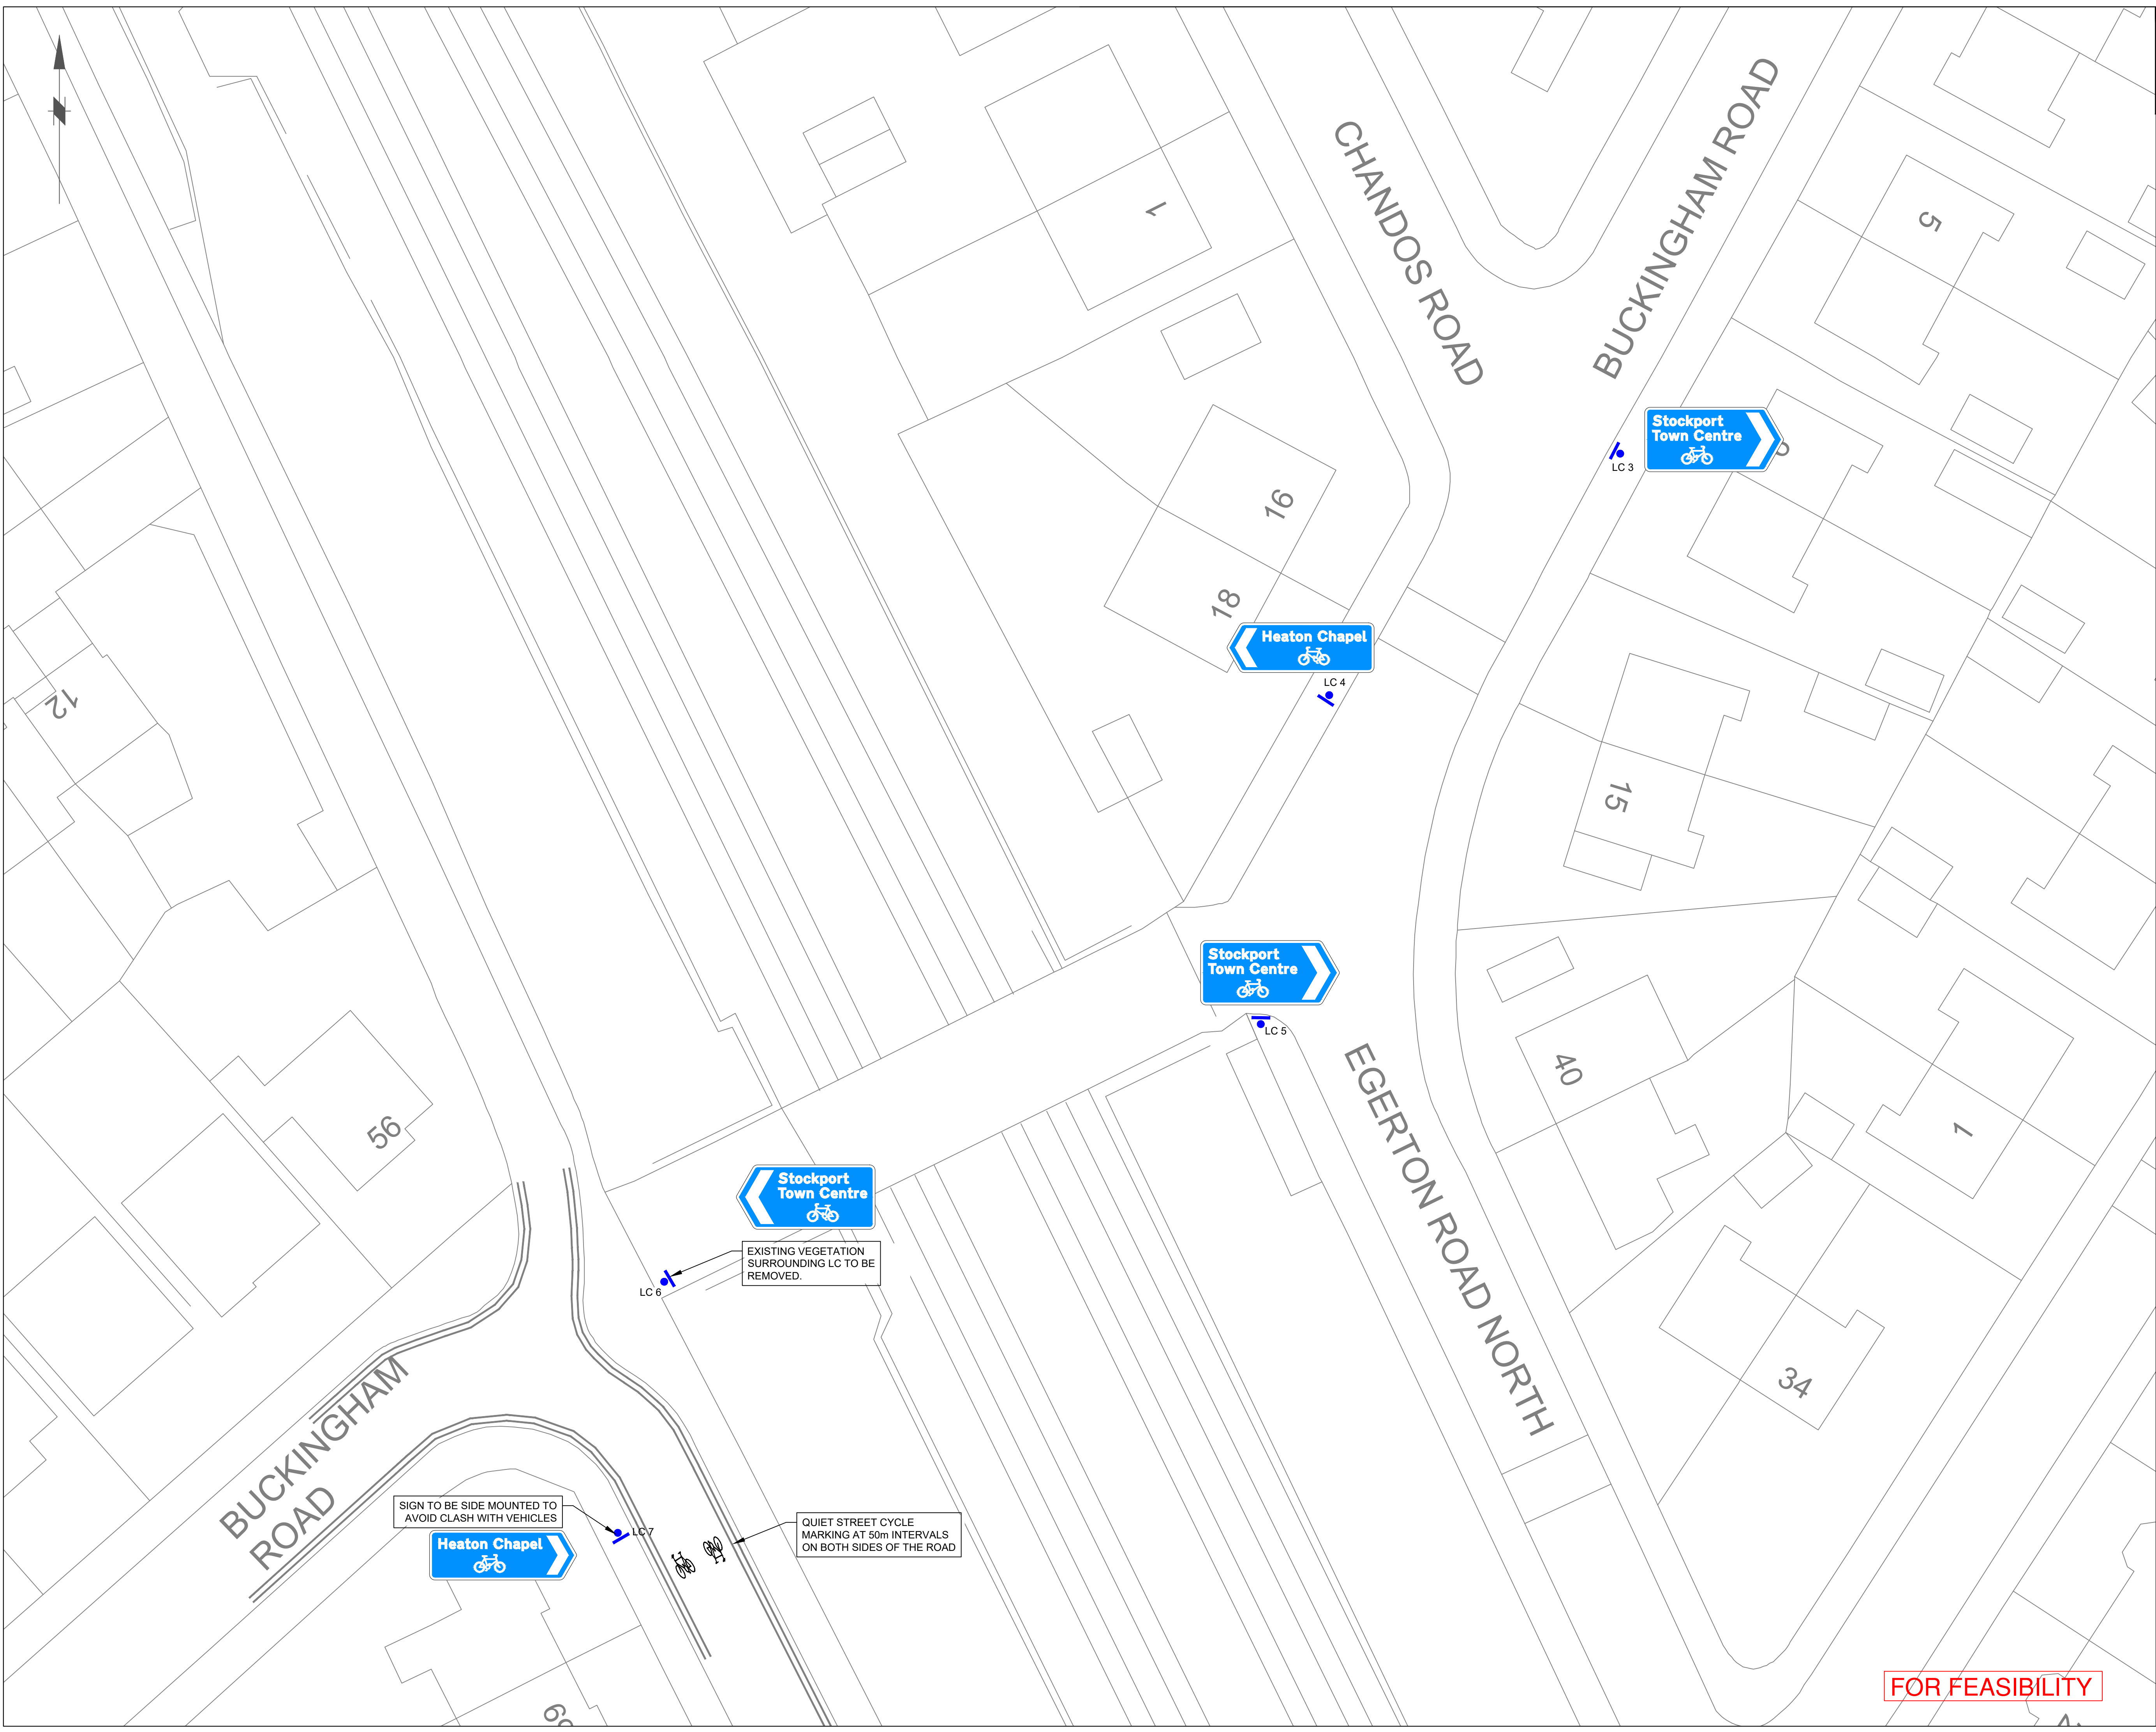 N
CHANDOS ROAD
BUCKINGHAM ROAD
1
5
Stockport
Town Centre
9
LC 3
16
18
Heaton Chapel
LC 4
12
15
Stockport
Town Centre
LC 5
40
EGERTON ROAD NORTH
1
56
Stockport
Town Centre
EXISTING VEGETATION
SURROUNDING LC TO BE
REMOVED.
LC 6
34
BUCKINGHAM
ROAD
SIGN TO BE SIDE MOUNTED TO
AVOID CLASH WITH VEHICLES
LC 7
Heaton Chapel
QUIET STREET CYCLE
MARKING AT 50m INTERVALS
ON BOTH SIDES OF THE ROAD
FOR FEASIBILITY